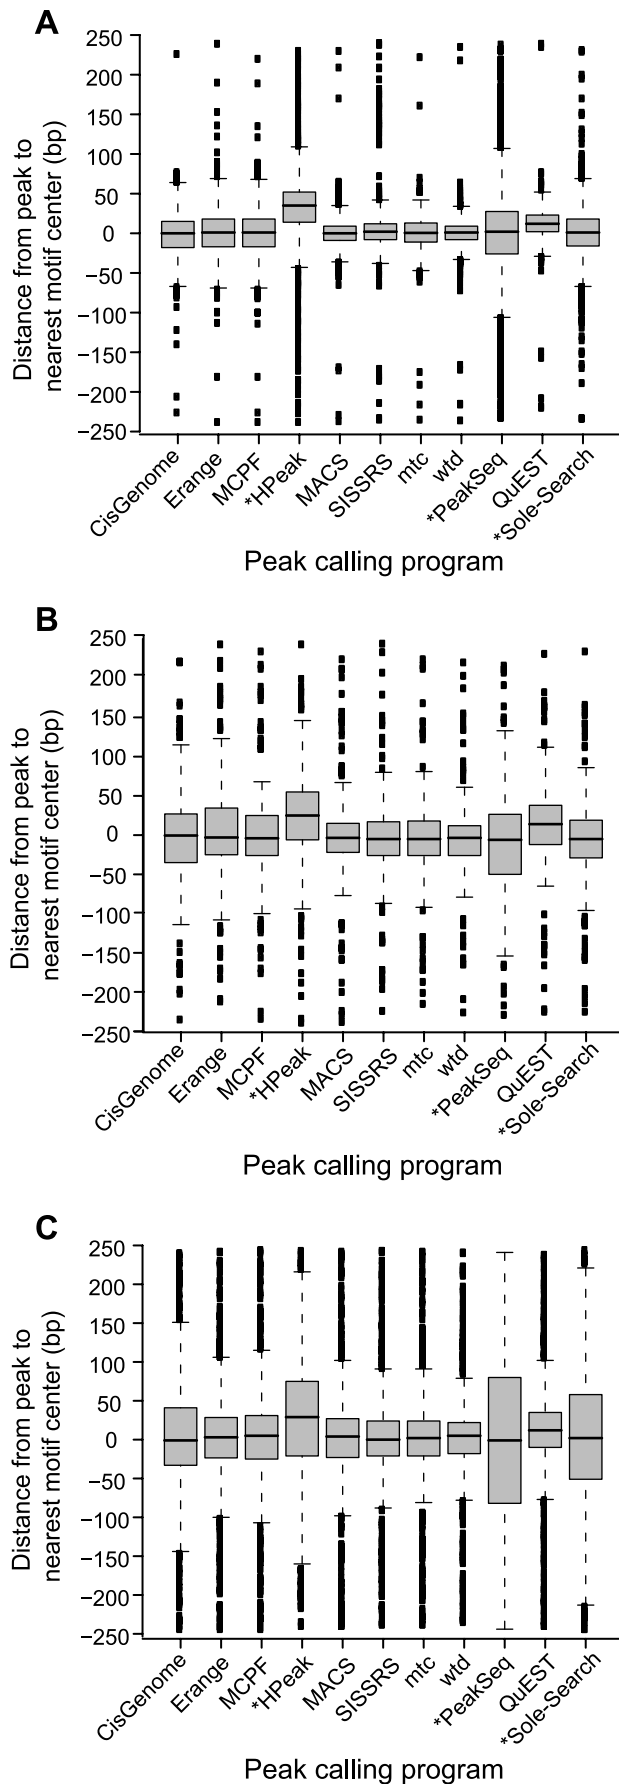 A
Distance from peak to
nearest motif center (bp)
250
200
150
100
50
0
−50
−100
−150
−200
−250
CisGenome
Erange
MCPF
*HPeak
MACS
SISSRS
mtc
wtd
*PeakSeq
QuEST
*Sole-Search
Peak calling program
B
Distance from peak to
nearest motif center (bp)
250
200
150
100
50
0
−50
−100
−150
−200
−250
CisGenome
Erange
MCPF
*HPeak
MACS
SISSRS
mtc
wtd
*PeakSeq
QuEST
*Sole-Search
Peak calling program
C
Distance from peak to
nearest motif center (bp)
250
200
150
100
50
0
−50
−100
−150
−200
−250
CisGenome
Erange
MCPF
*HPeak
MACS
SISSRS
mtc
wtd
*PeakSeq
QuEST
*Sole-Search
Peak calling program